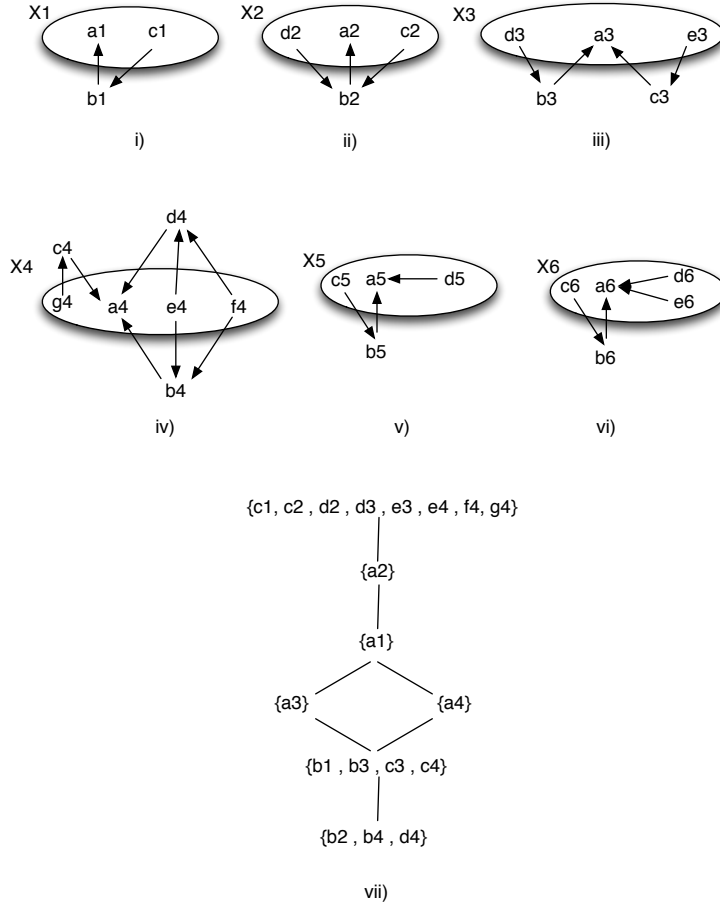 X1 a1 c1
b1
i)
X2 d2 a2 c2
b2
ii)
X3 d3 a3 e3
b3 c3
iii)
d4
c4
X4
g4 a4 e4 f4
b4
iv)
X5
c5 a5 d5
b5
v)
X6
c6 a6 d6
e6
b6
vi)
{c1, c2 , d2 , d3 , e3 , e4 , f4, g4}
{a2}
{a1}
{a3} {a4}
{b1 , b3 , c3 , c4}
{b2 , b4 , d4}
vii)